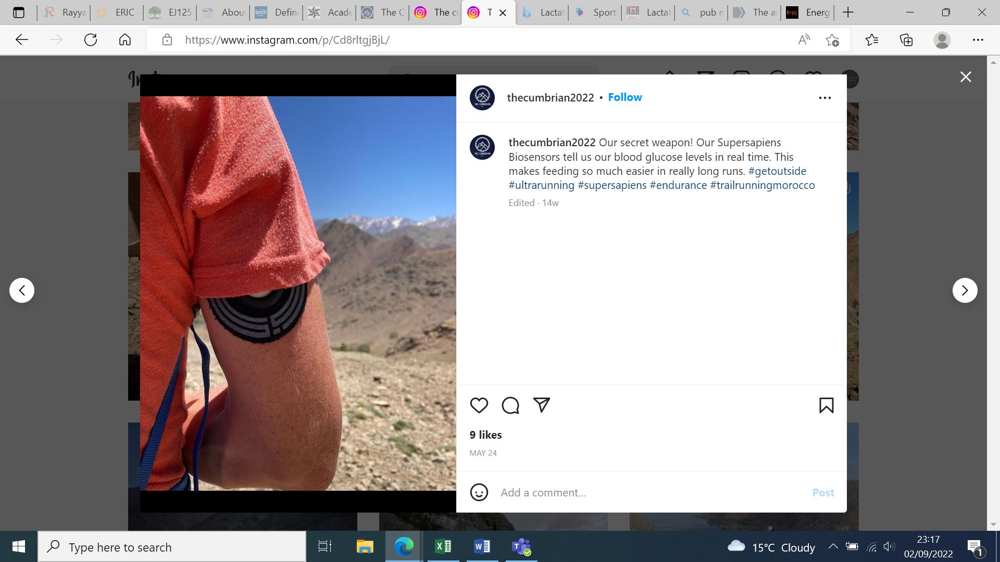 Rayya
ERIC -
EJ125
About
Defini
Acade
The C
The cu
T
Lactat
Sports
Lactat
pub m
The a
Energ
https://www.instagram.com/p/Cd8rltgjBjL/
thecumbrian2022 • Follow
thecumbrian2022 Our secret weapon! Our Supersapiens
Biosensors tell us our blood glucose levels in real time. This
makes feeding so much easier in really long runs. #getoutside
#ultrarunning #supersapiens #endurance #trailrunningmorocco
Edited · 14w
9 likes
MAY 24
Add a comment...
Post
Type here to search
15°C Cloudy
23:17
02/09/2022
1